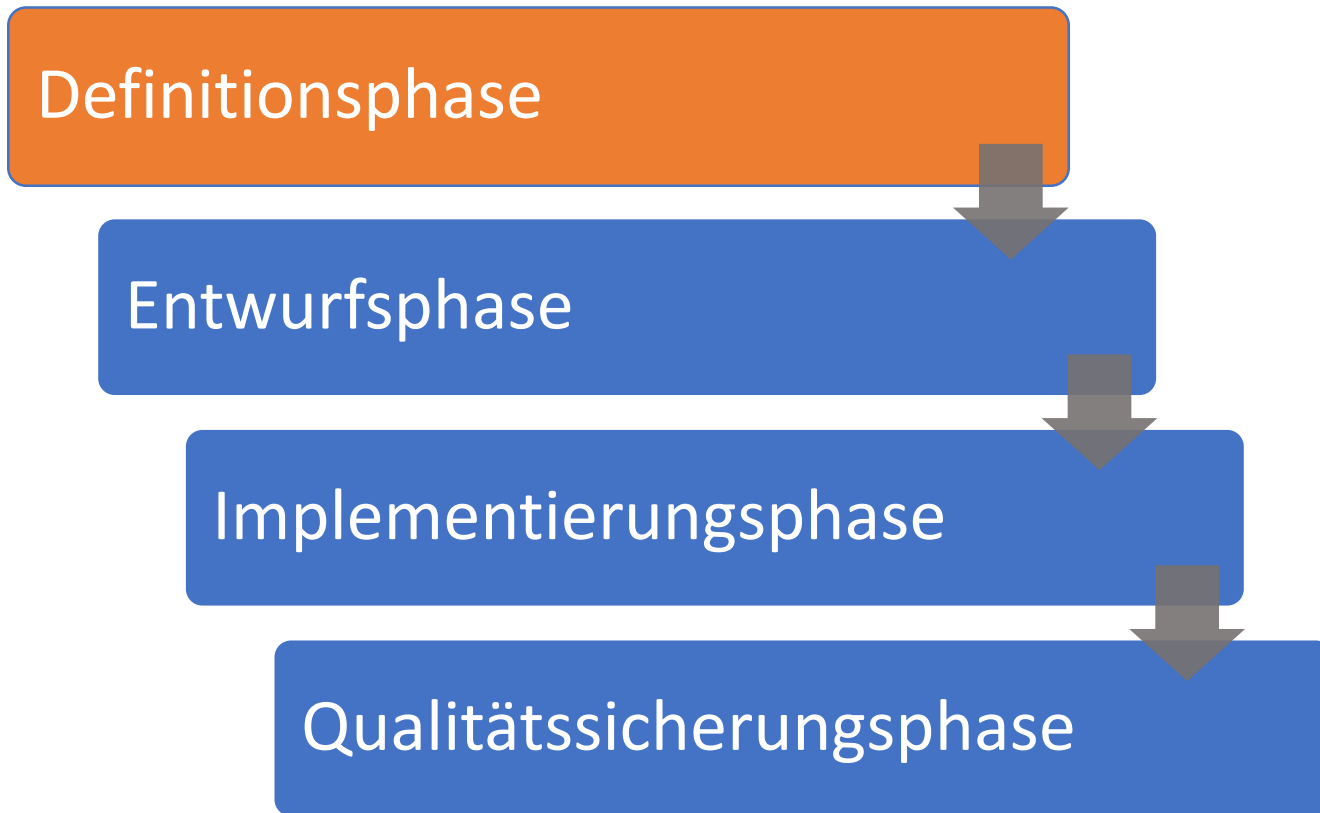 Definitionsphase
Entwurfsphase
Implementierungsphase
Qualitätssicherungsphase